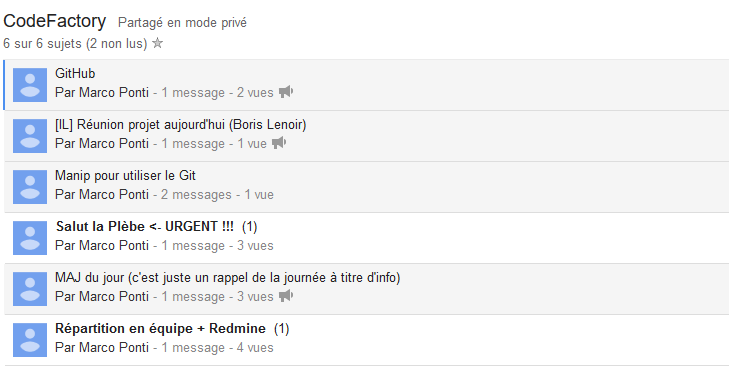 CodeFactory Partagé en mode privé
6 sur 6 sujets (2 non lus)
GitHub
Par Marco Ponti - 1 message - 2 vues
[IL] Réunion projet aujourd'hui (Boris Lenoir)
Par Marco Ponti - 1 message - 1 vue
Manip pour utiliser le Git
Par Marco Ponti - 2 messages - 1 vue
Salut la Plèbe <- URGENT !!! (1)
Par Marco Ponti - 1 message - 3 vues
MAJ du jour (c'est juste un rappel de la journée à titre d'info)
Par Marco Ponti - 1 message - 3 vues
Répartition en équipe + Redmine (1)
Par Marco Ponti - 1 message - 4 vues